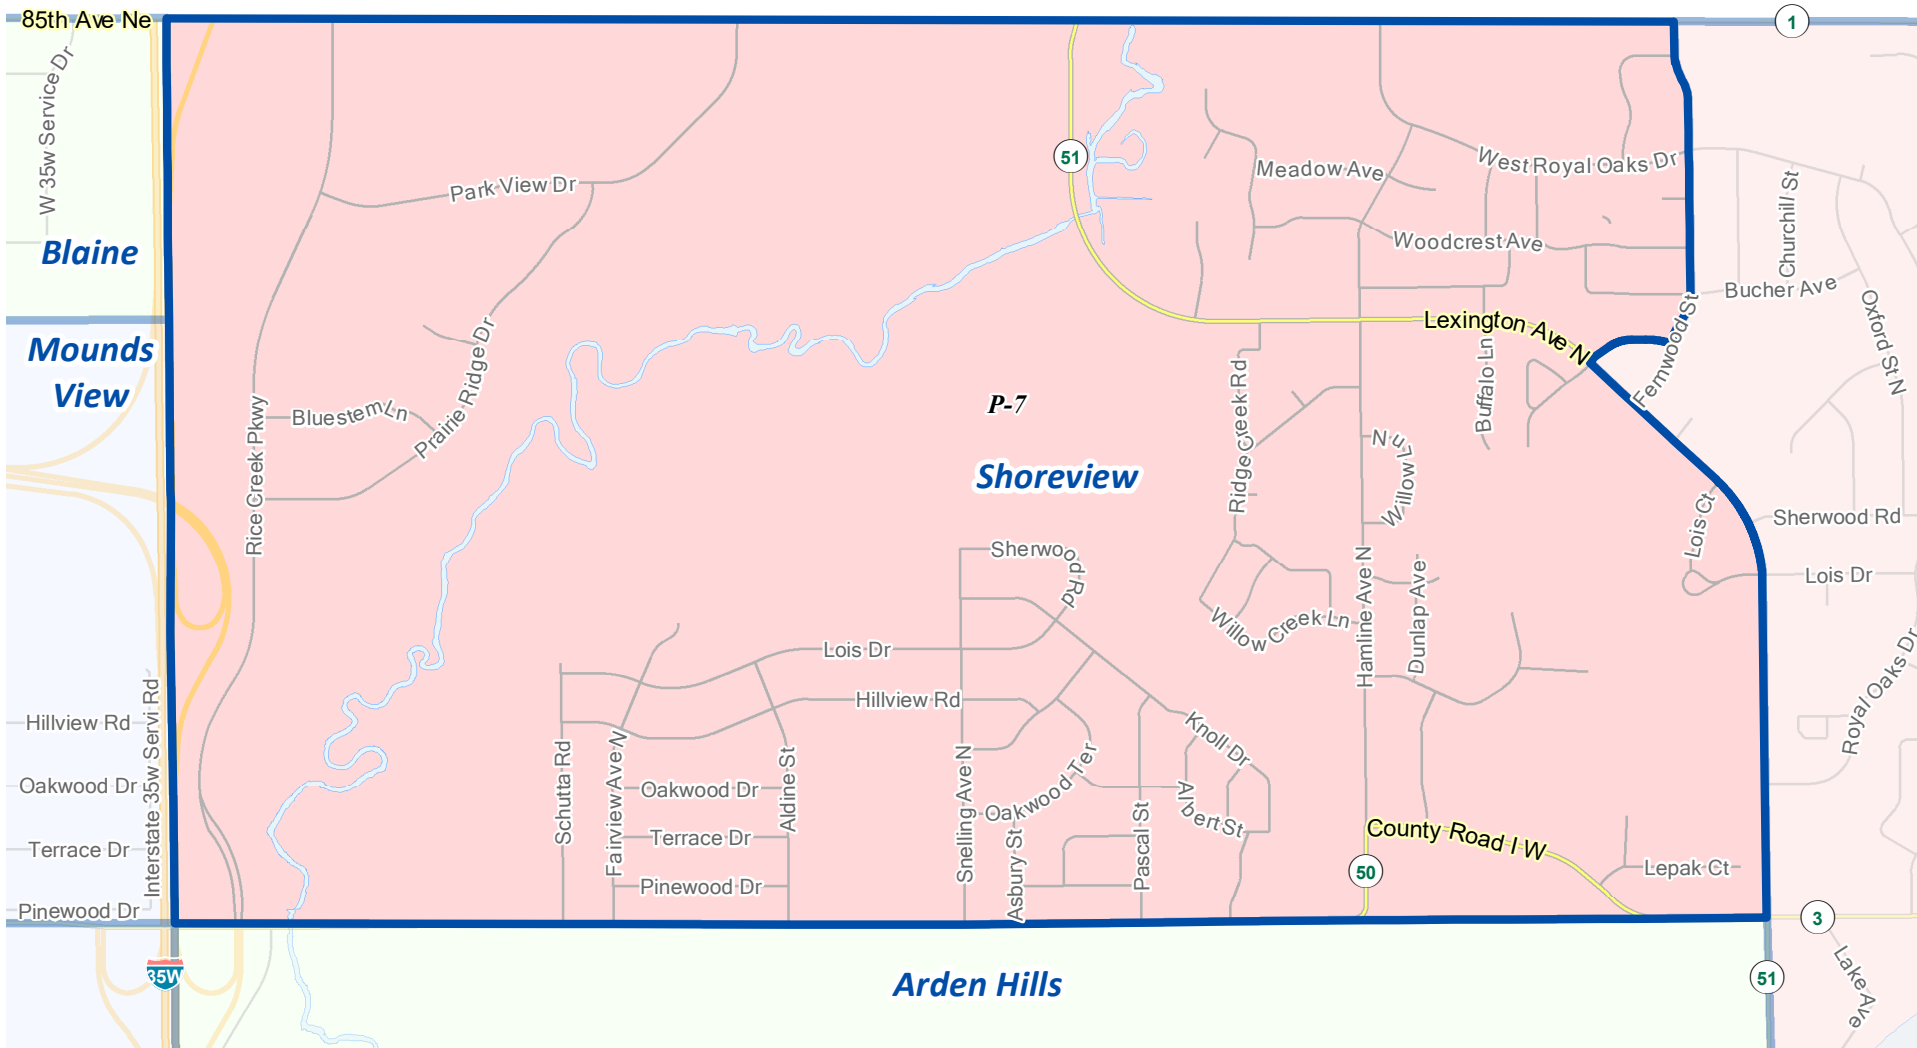 85th Ave Ne
1
W 35w Service Dr
51
Park View Dr
Meadow Ave
West Royal Oaks Dr
Churchill St
Blaine
Woodcrest Ave
Bucher Ave
Oxford St N
Fernwood St
Lexington Ave N
Buffalo Ln
Mounds
View
Prairie Ridge Dr
Bluestem Ln
Rice Creek Pkwy
P-7
Shoreview
Ridge Creek Rd
Willow Ln N
Lois Ct
Sherwood Rd
Sherwood Rd
Lois Dr
Hamline Ave N
Dunlap Ave
Willow Creek Ln
Lois Dr
Royal Oaks Dr
Hillview Rd
Hillview Rd
Interstate 35w Servi Rd
Oakwood Dr
Terrace Dr
Pinewood Dr
Schutta Rd
Fairview Ave N
Oakwood Dr
Terrace Dr
Pinewood Dr
Aldine St
Snelling Ave N
Oakwood Ter
Asbury St
Pascal St
Knoll Dr
Albert St
County Road I W
50
Lepak Ct
3
35W
Arden Hills
51
Lake Ave